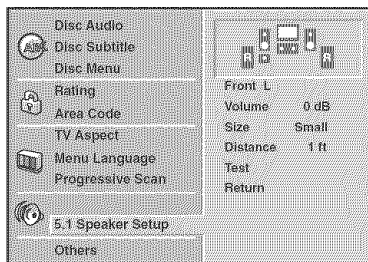 Disc Audio
Disc Subtitle
Disc Menu
Rating
Area Code
TV Aspect
Menu Language
Progressive Scan
5.1 Speaker Setup
Others
Front L
Volume 0 dB
Size Small
Distance 1 ft
Test
Return